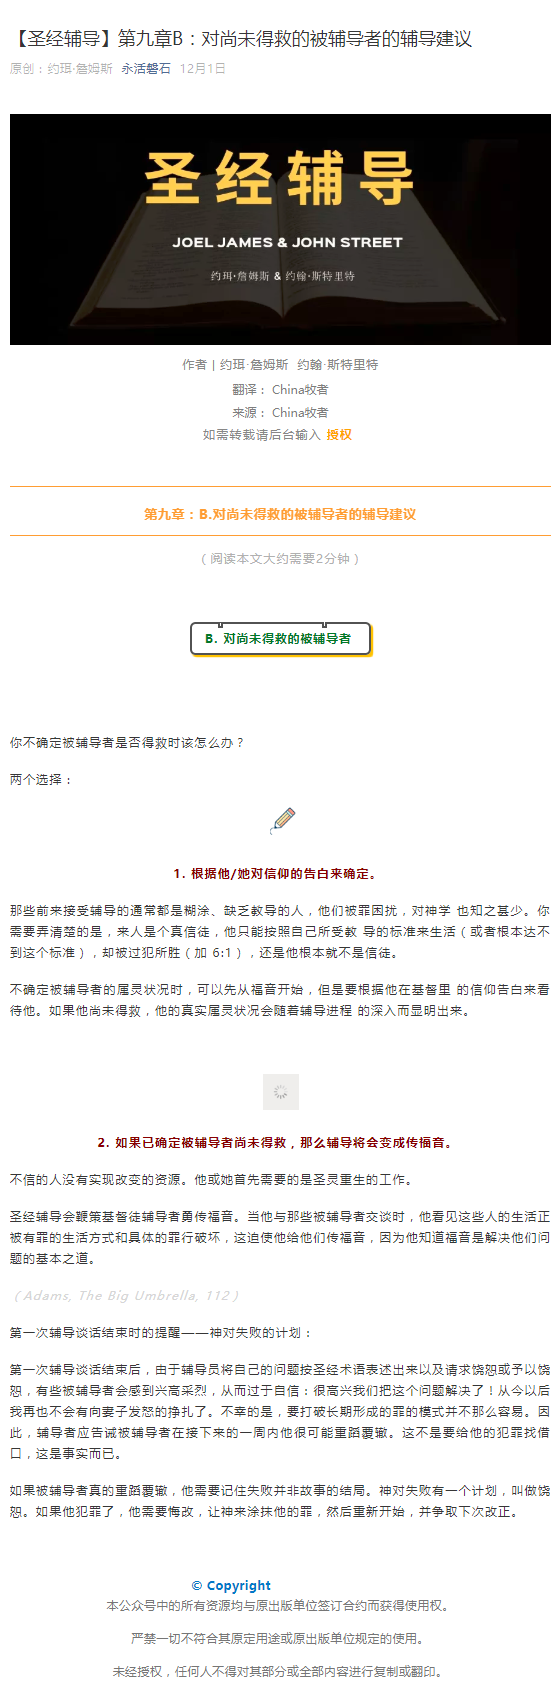 【圣经辅导】第九章B：对尚未得救的被辅导者的辅导建议
原创：约珥·詹姆斯 永活磐石 12月1日
圣经辅导
JOEL JAMES & JOHN STREET
约珥·詹姆斯 & 约翰·斯特里特
作者 | 约珥·詹姆斯 约翰·斯特里特
翻译： China牧者
来源： China牧者
如需转载请后台输入 授权
第九章：B.对尚未得救的被辅导者的辅导建议
（阅读本文大约需要2分钟）
B. 对尚未得救的被辅导者
你不确定被辅导者是否得救时该怎么办？
两个选择：
1. 根据他/她对信仰的告白来确定。
那些前来接受辅导的通常都是糊涂、缺乏教导的人，他们被罪困扰，对神学 也知之甚少。你
需要弄清楚的是，来人是个真信徒，他只能按照自己所受教 导的标准来生活（或者根本达不
到这个标准），却被过犯所胜（加 6:1），还是他根本就不是信徒。
不确定被辅导者的属灵状况时，可以先从福音开始，但是要根据他在基督里 的信仰告白来看
待他。如果他尚未得救，他的真实属灵状况会随着辅导进程 的深入而显明出来。
2. 如果已确定被辅导者尚未得救，那么辅导将会变成传福音。
不信的人没有实现改变的资源。他或她首先需要的是圣灵重生的工作。
圣经辅导会鞭策基督徒辅导者勇传福音。当他与那些被辅导者交谈时，他看见这些人的生活正
被有罪的生活方式和具体的罪行破坏，这迫使他给他们传福音，因为他知道福音是解决他们问
题的基本之道。
（Adams, The Big Umbrella, 112）
第一次辅导谈话结束时的提醒——神对失败的计划：
第一次辅导谈话结束后，由于辅导员将自己的问题按圣经术语表述出来以及请求饶恕或予以饶
恕，有些被辅导者会感到兴高采烈，从而过于自信：很高兴我们把这个问题解决了！从今以后
我再也不会有向妻子发怒的挣扎了。不幸的是，要打破长期形成的罪的模式并不那么容易。因
此，辅导者应告诫被辅导者在接下来的一周内他很可能重蹈覆辙。这不是要给他的犯罪找借
口，这是事实而已。
如果被辅导者真的重蹈覆辙，他需要记住失败并非故事的结局。神对失败有一个计划，叫做饶
恕。如果他犯罪了，他需要悔改，让神来涂抹他的罪，然后重新开始，并争取下次改正。
© Copyright
本公众号中的所有资源均与原出版单位签订合约而获得使用权。
严禁一切不符合其原定用途或原出版单位规定的使用。
未经授权，任何人不得对其部分或全部内容进行复制或翻印。